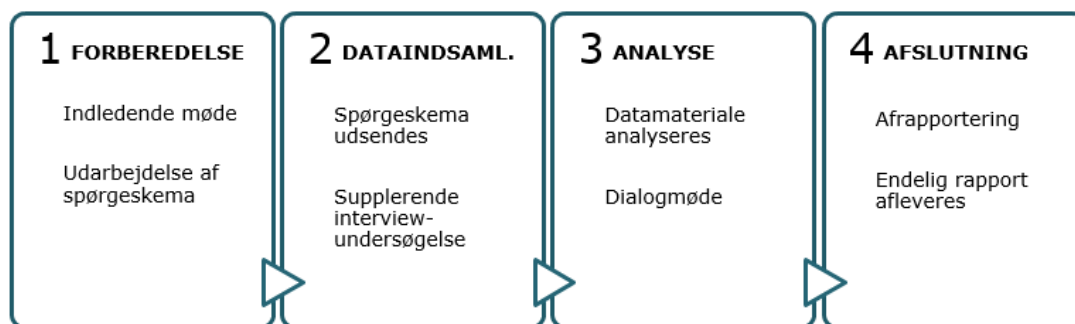 1 FORBEREDELSE
Indledende møde
Udarbejdelse af
spørgeskema
2 DATAINDSAML.
Spørgeskema
udsendes
Supplerende
interview-
undersøgelse
3 ANALYSE
Datamateriale
analyseres
Dialogmøde
4 AFSLUTNING
Afrapportering
Endelig rapport
afleveres